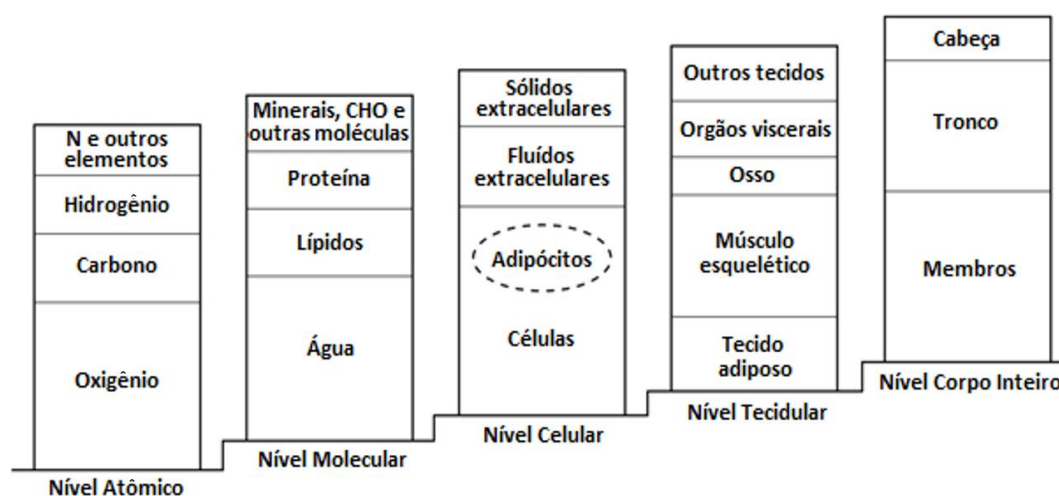 N e outros
elementos
Hidrogênio
Carbono
Oxigênio
Nível Atômico
Minerais, CHO e
outras moléculas
Proteína
Lípidos
Água
Nível Molecular
Sólidos
extracelulares
Fluídos
extracelulares
Adipócitos
Células
Nível Celular
Outros tecidos
Orgãos viscerais
Osso
Músculo
esquelético
Tecido
adiposo
Nível Tecidular
Cabeça
Tronco
Membros
Nível Corpo Inteiro